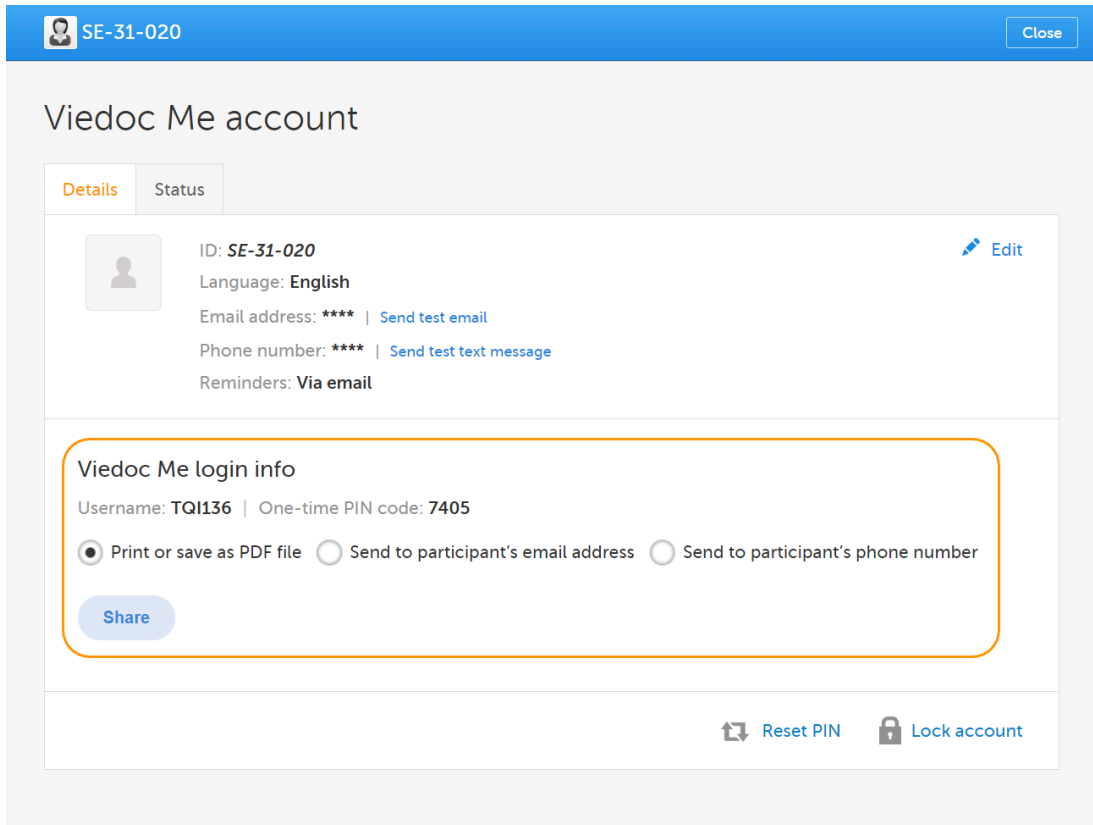 SE-31-020
Close
Viedoc Me account
Details
Status
ID: SE-31-020
Edit
Language: English
Email address: **** | Send test email
Phone number: **** | Send test text message
Reminders: Via email
Viedoc Me login info
Username: TQI136 | One-time PIN code: 7405
Print or save as PDF file
Send to participant's email address
Send to participant's phone number
Share
Reset PIN
Lock account